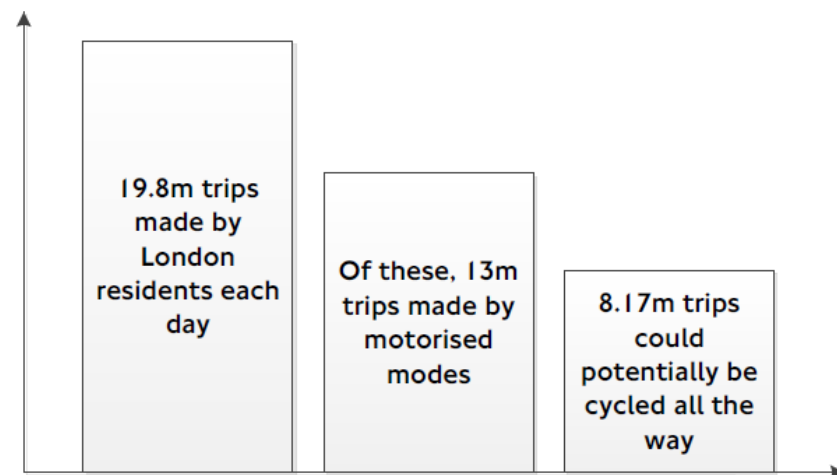 19.8m trips
made by
London
residents each
day
Of these, 13m
trips made by
motorised
modes
8.17m trips
could
potentially be
cycled all the
way